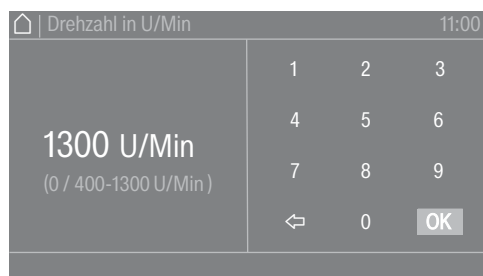 | Drehzahl in U/Min 11:00
1 2 3
4 5 6
1300 U/Min
(0 / 400-1300 U/Min)
7 8 9
0 OK